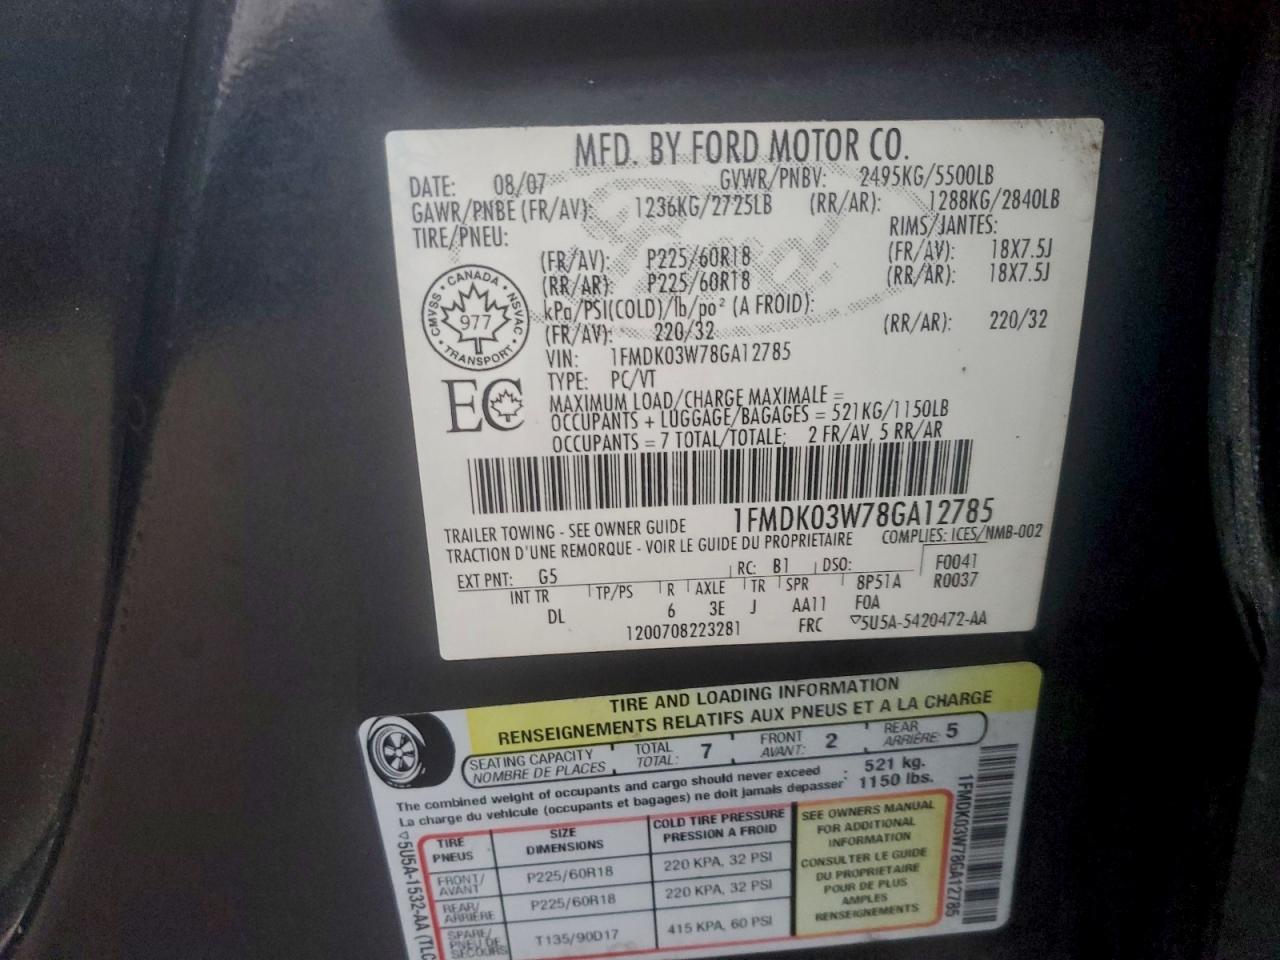 MFD. BY FORD MOTOR CO.
DATE: 08/07 GVWR/PNBV: 2495KG/5500LB
GAWR/PNBE (FR/AV): 1236KG/2725LB (RR/AR): 1288KG/2840LB
TIRE/PNEU: RIMS/JANTES:
(FR/AV): P225/60R18 (FR/AV): 18X7.5J
(RR/AR): P225/60R18 (RR/AR): 18X7.5J
kPa/PSI(COLD)/lb/po² (A FROID):
(FR/AV): 220/32 (RR/AR): 220/32
VIN: 1FMDK03W78GA12785
TYPE: PC/VT
MAXIMUM LOAD/CHARGE MAXIMALE =
OCCUPANTS + LUGGAGE/BAGAGES = 521KG/1150LB
OCCUPANTS = 7 TOTAL/TOTALE; 2 FR/AV, 5 RR/AR
Ford
CMVSS · CANADA · NSVAC · TRANSPORT ·
977
EC
1FMDK03W78GA12785
TRAILER TOWING - SEE OWNER GUIDE
TRACTION D'UNE REMORQUE - VOIR LE GUIDE DU PROPRIETAIRE
COMPLIES: ICES/NMB-002
EXT PNT: G5 RC: B1 DSO: F0041
INT TR TP/PS R AXLE TR SPR 8P51A R0037
DL 6 3E J AA11 F0A
1200708223281 FRC ▽5U5A-5420472-AA
TIRE AND LOADING INFORMATION
RENSEIGNEMENTS RELATIFS AUX PNEUS ET A LA CHARGE
SEATING CAPACITY TOTAL 7 FRONT 2 REAR 5
NOMBRE DE PLACES TOTAL: AVANT: ARRIÈRE:
The combined weight of occupants and cargo should never exceed : 521 kg.
La charge du véhicule (occupants et bagages) ne doit jamais depasser 1150 lbs.
TIRE SIZE COLD TIRE PRESSURE
PNEUS DIMENSIONS PRESSION A FROID
FRONT/
AVANT P225/60R18 220 KPA, 32 PSI
REAR/
ARRIÈRE P225/60R18 220 KPA, 32 PSI
SPARE/
PNEU DE
SECOURS T135/90D17 415 KPA, 60 PSI
SEE OWNERS MANUAL
FOR ADDITIONAL
INFORMATION
CONSULTER LE GUIDE
DU PROPRIETAIRE
POUR DE PLUS
AMPLES
RENSEIGNEMENTS
1FMDK03W78GA12785
▽5U5A-1532-AA (TLC